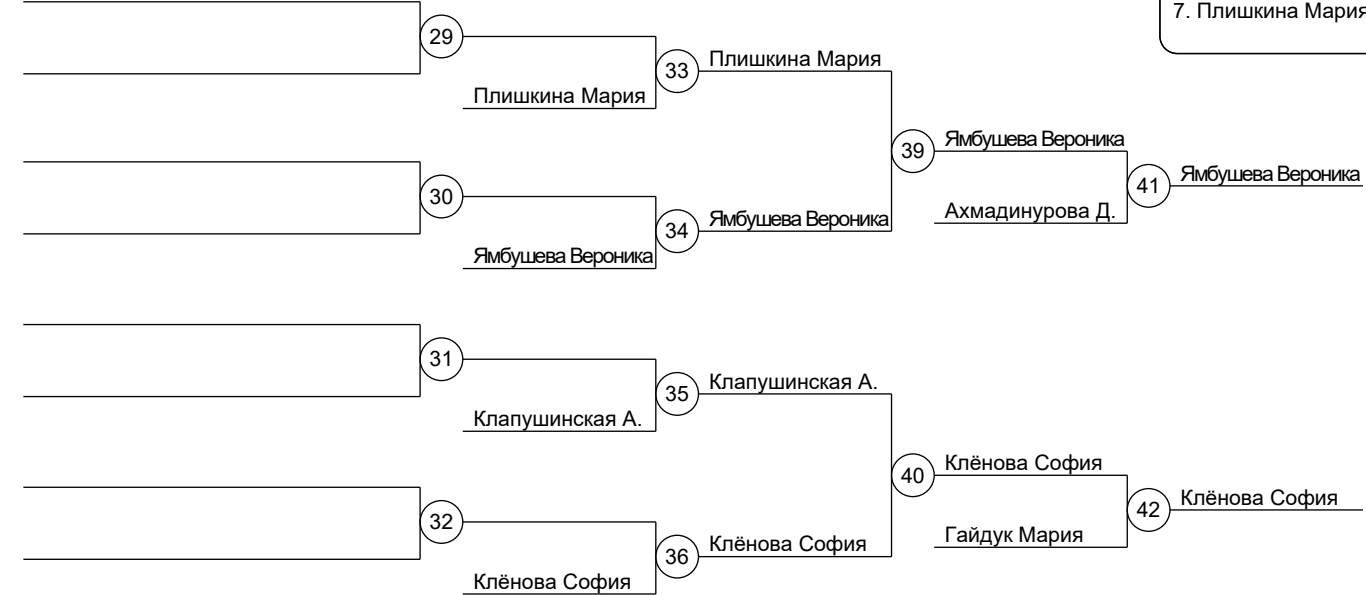 7. Плишкина Мария
29
33
Плишкина Мария
Плишкина Мария
39
Ямбушева Вероника
41
Ямбушева Вероника
30
34
Ямбушева Вероника
Ахмадинурова Д.
Ямбушева Вероника
31
35
Клапушинская А.
Клапушинская А.
40
Клёнова София
42
Клёнова София
32
36
Клёнова София
Гайдук Мария
Клёнова София